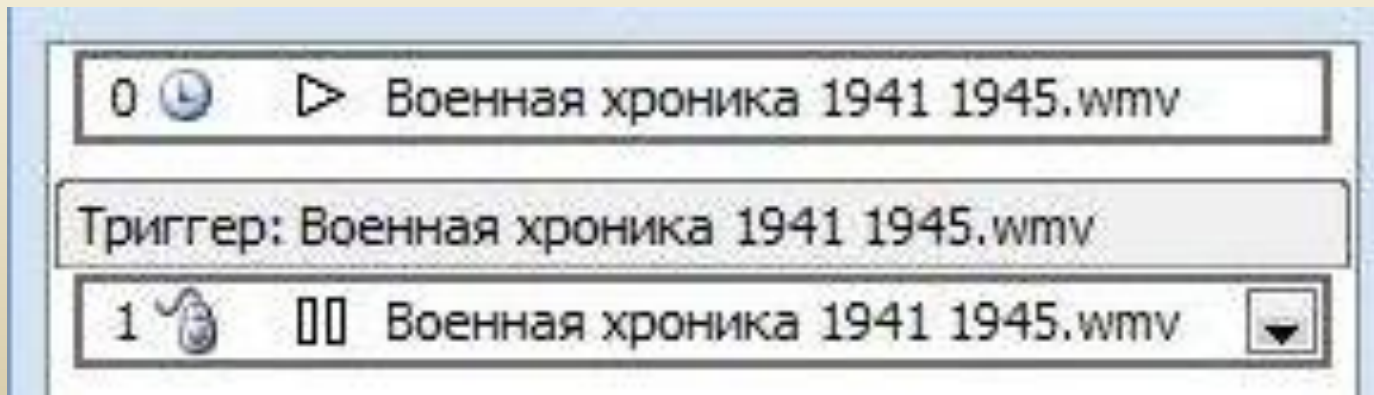 0 Военная хроника 1941 1945.wmv
Триггер: Военная хроника 1941 1945.wmv
1 Военная хроника 1941 1945.wmv